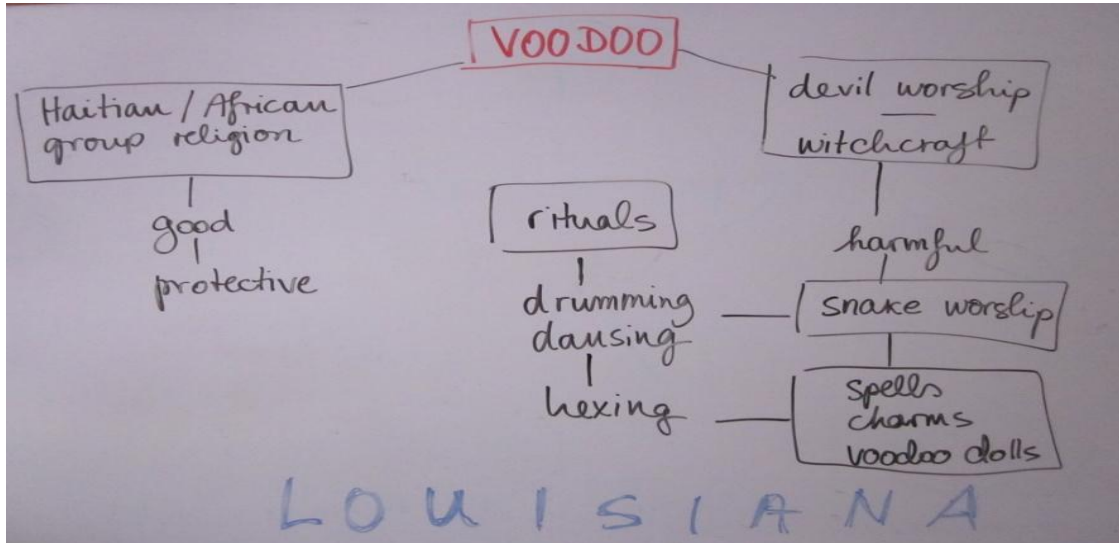 VOODOO
Haitian / African
group religion
good
protective
rituals
drumming
dansing
hexing
devil worship
witchcraft
harmful
snake worship
spells
charms
voodoo dolls
LOUISIANA